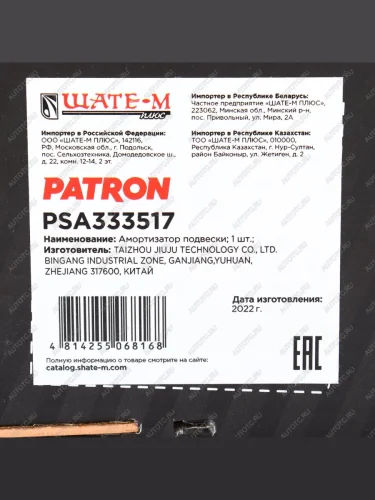 ШАТЕ-М
ПЛЮС
Импортер в Российской Федерации:
ООО «ШАТЕ-М ПЛЮС», 142116,
РФ, Московская обл., г. Подольск,
пос. Сельхозтехника, Домодедовское ш.,
д. 22, комн. 12-14, 2 эт.
Импортер в Республике Беларусь:
Частное предприятие «ШАТЕ-М ПЛЮС»,
223062, Минская обл., Минский р-н,
пос. Привольный, ул. Мира, 2А
Импортер в Республике Казахстан:
ТОО «ШАТЕ-М ПЛЮС», 010000,
Республика Казахстан, г. Нур-Султан,
район Байконыр, ул. Жетиген, д. 2
PATRON
PSA333517
Наименование: Амортизатор подвески; 1 шт.;
Изготовитель: TAIZHOU JIUJU TECHNOLOGY CO., LTD.
BINGANG INDUSTRIAL ZONE, GANJIANG,YUHUAN,
ZHEJIANG 317600, КИТАЙ
Дата изготовления:
2022 г.
4 814255 068168
EAC
Полную информацию о товаре смотрите на сайте:
catalog.shate-m.com